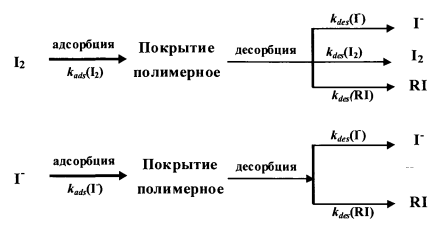 k_des(I⁻) I⁻
адсорбция Покрытие десорбция k_des(I₂)
I₂ k_ads(I₂) полимерное I₂
k_des(RI) RI
k_des(I⁻) I⁻
адсорбция Покрытие десорбция
I⁻ k_ads(I⁻) полимерное
k_des(RI) RI